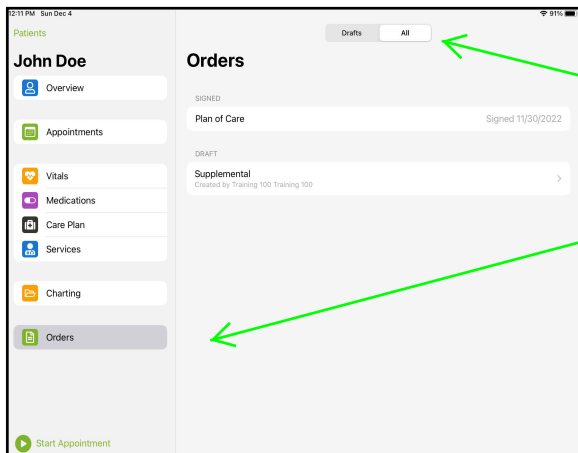 12:11 PM Sun Dec 4
91%
Patients
Drafts
All
John Doe
Orders
Overview
Appointments
Vitals
Medications
Care Plan
Services
Charting
Orders
Start Appointment
SIGNED
Plan of Care
Signed 11/30/2022
DRAFT
Supplemental
Created by Training 100 Training 100